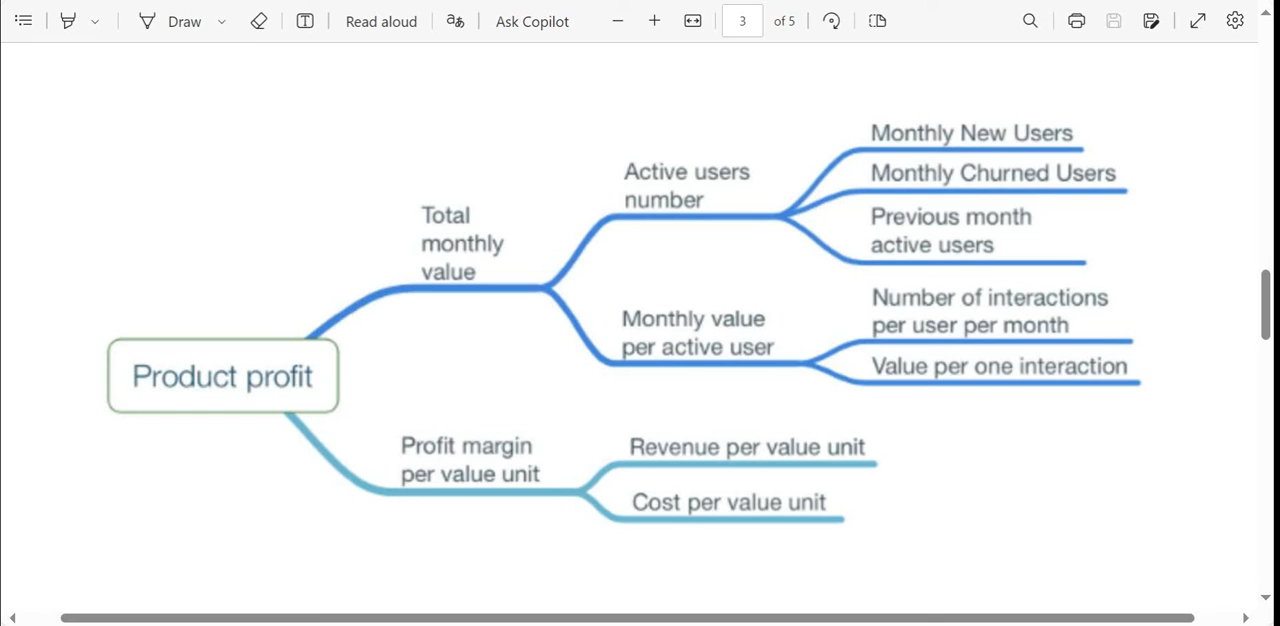 Draw
Read aloud
aあ
Ask Copilot
3
of 5
Monthly New Users
Monthly Churned Users
Active users
number
Previous month
active users
Total
monthly
value
Number of interactions
per user per month
Monthly value
per active user
Value per one interaction
Product profit
Profit margin
per value unit
Revenue per value unit
Cost per value unit